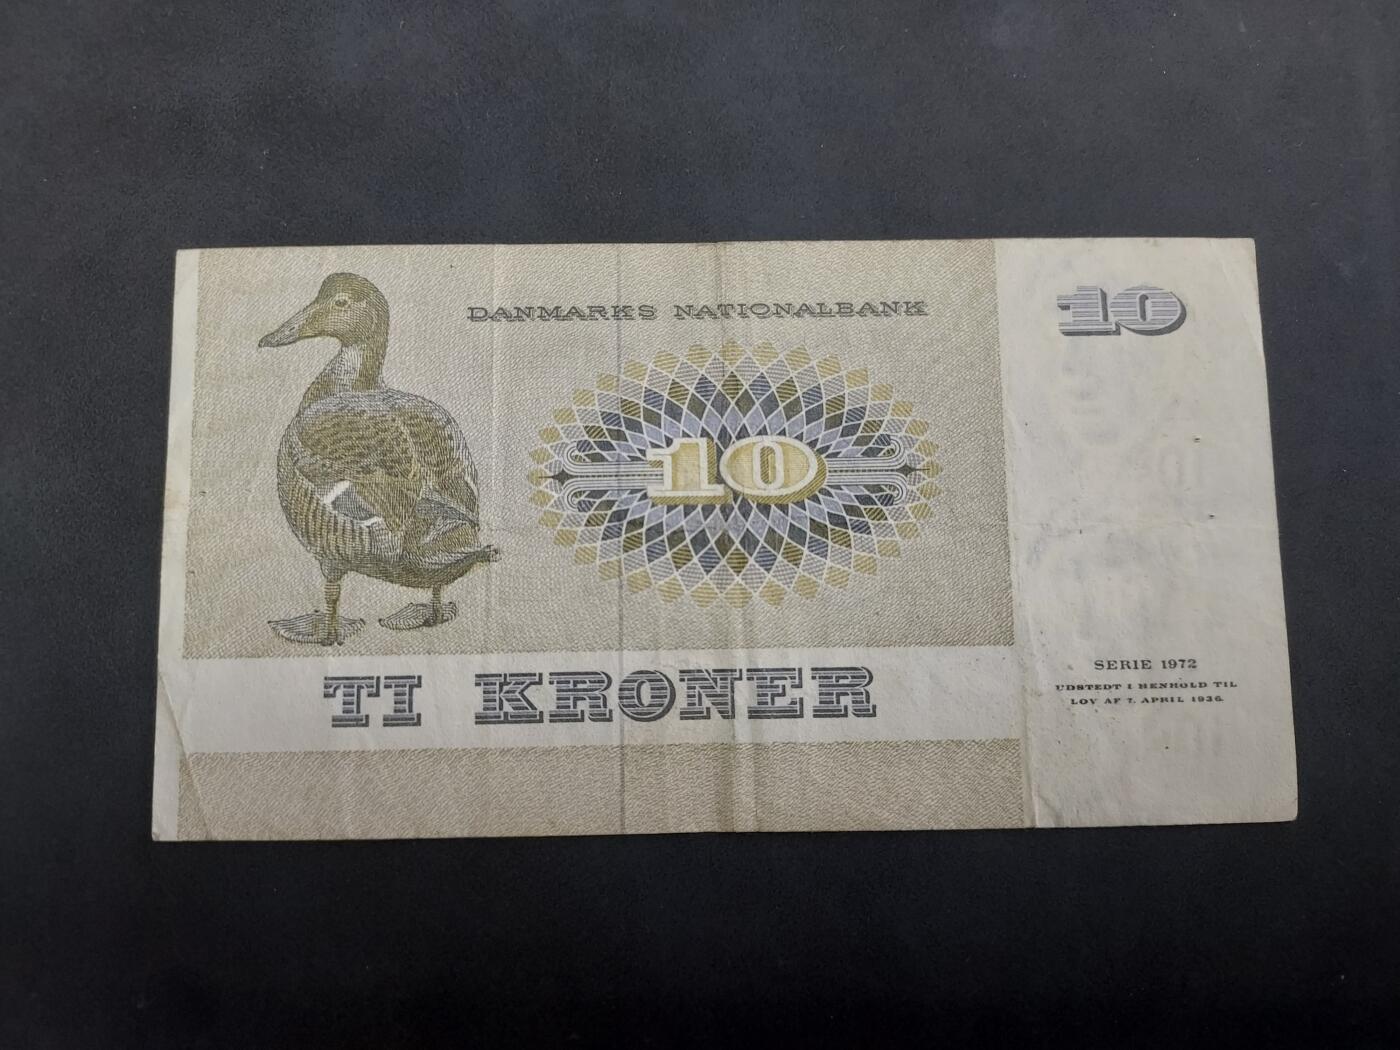 DANMARKS NATIONALBANK
10
10
TI KRONER
SERIE 1972
UDSTEDT I HENHOLD TIL
LOV AF 7. APRIL 1936.